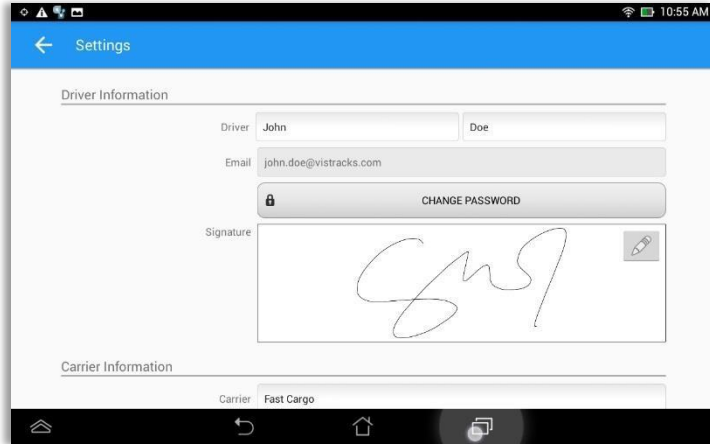 10:55 AM
Settings
Driver Information
Driver John Doe
Email john.doe@vistracks.com
CHANGE PASSWORD
Signature
Carrier Information
Carrier Fast Cargo